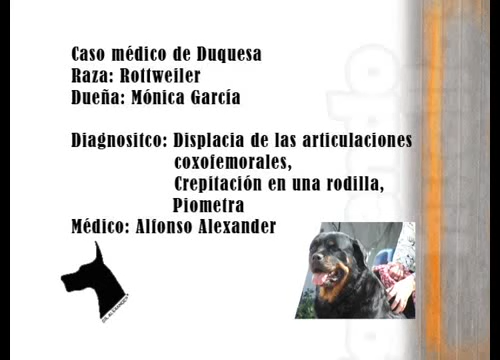 Caso médico de Duquesa
Raza: Rottweiler
Dueña: Mónica García
Diagnositco: Displacia de las articulaciones
coxofemorales,
Crepitación en una rodilla,
Piometra
Médico: Alfonso Alexander